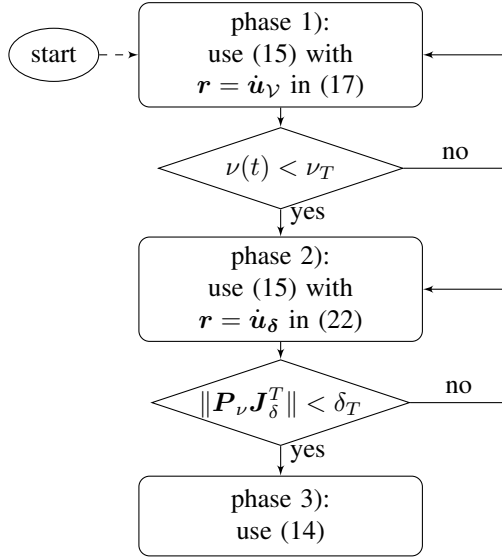 start
phase 1):
use (15) with
r = u̇_𝒱 in (17)
ν(t) < ν_T
no
yes
phase 2):
use (15) with
r = u̇_δ in (22)
‖P_ν J_δ^T‖ < δ_T
no
yes
phase 3):
use (14)